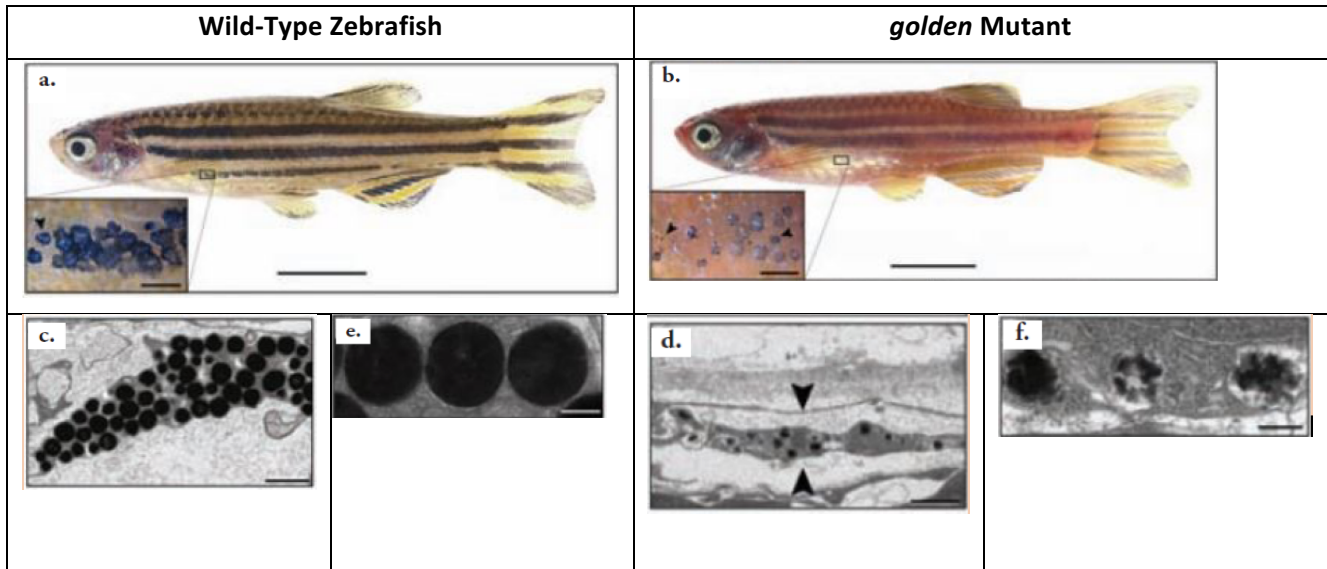 Wild-Type Zebrafish
golden Mutant
a.
b.
c.
e.
d.
f.